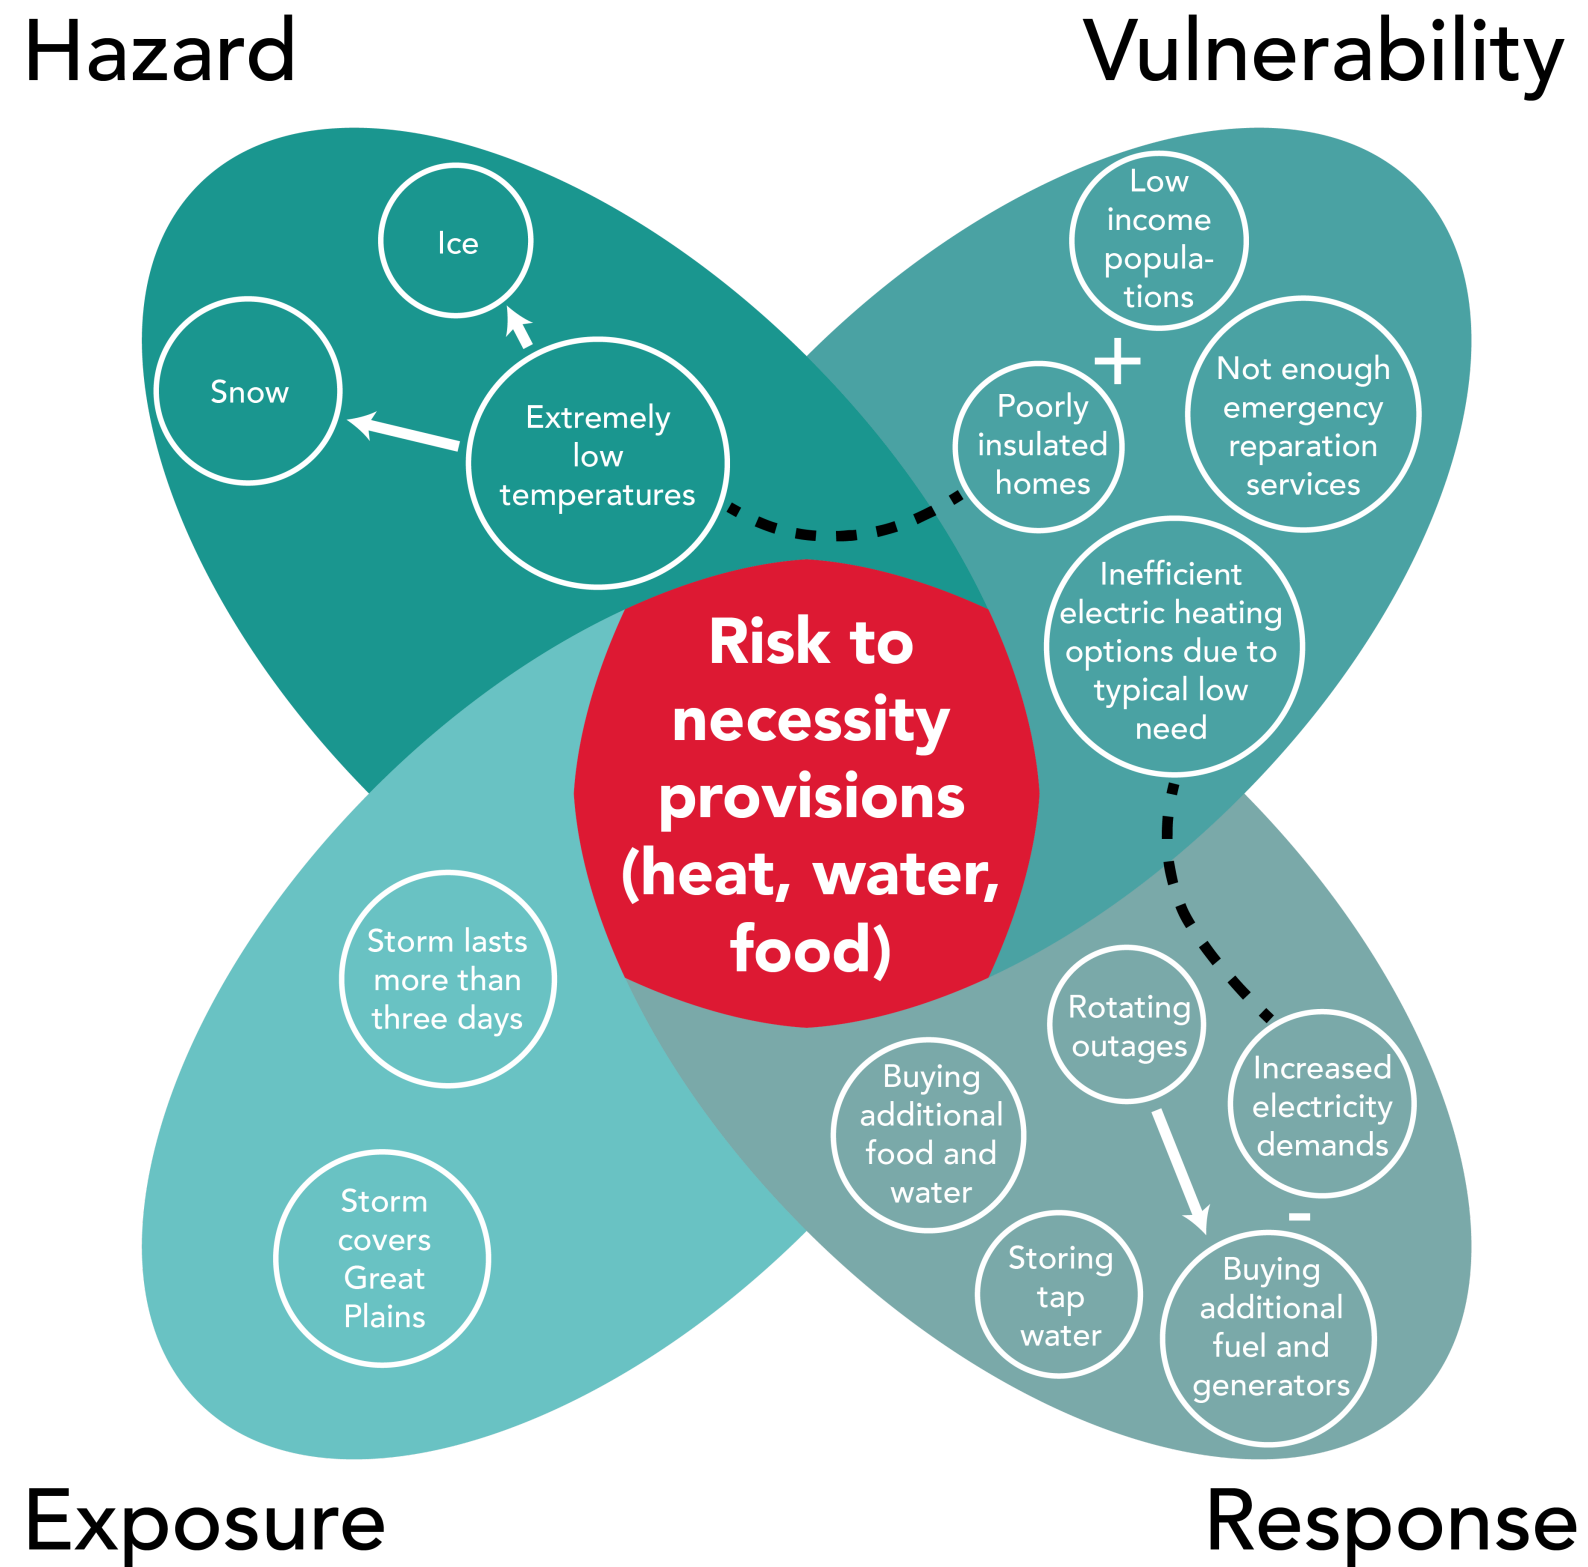 Hazard
Vulnerability
Ice
Snow
Extremely
low
temperatures
Low
income
popula-
tions
+
Poorly
insulated
homes
Not enough
emergency
reparation
services
Inefficient
electric heating
options due to
typical low
need
Risk to
necessity
provisions
(heat, water,
food)
Storm lasts
more than
three days
Storm
covers
Great
Plains
Rotating
outages
Buying
additional
food and
water
Increased
electricity
demands
-
Storing
tap
water
Buying
additional
fuel and
generators
Exposure
Response